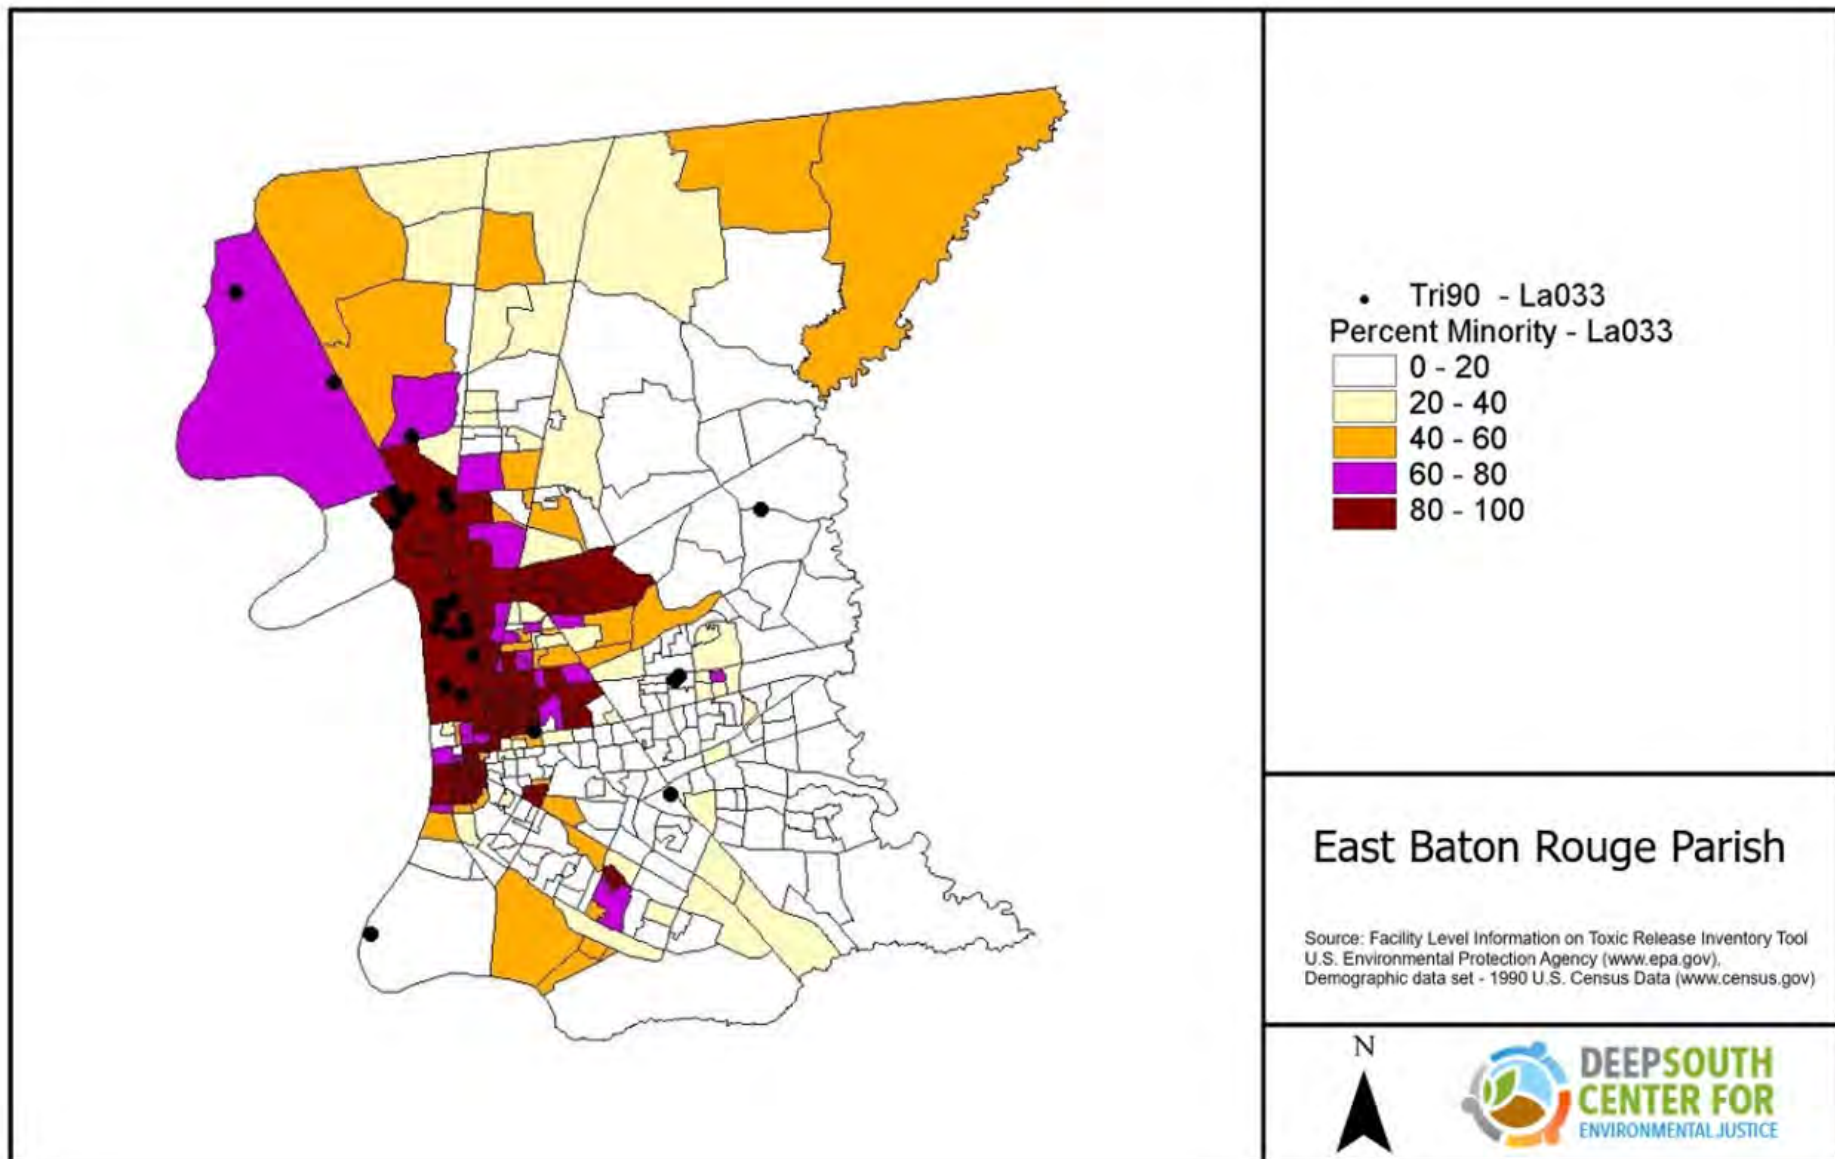 Tri90 - La033
Percent Minority - La033
0 - 20
20 - 40
40 - 60
60 - 80
80 - 100
East Baton Rouge Parish
Source: Facility Level Information on Toxic Release Inventory Tool
U.S. Environmental Protection Agency (www.epa.gov).
Demographic data set - 1990 U.S. Census Data (www.census.gov)
N
DEEPSOUTH
CENTER FOR
ENVIRONMENTAL JUSTICE